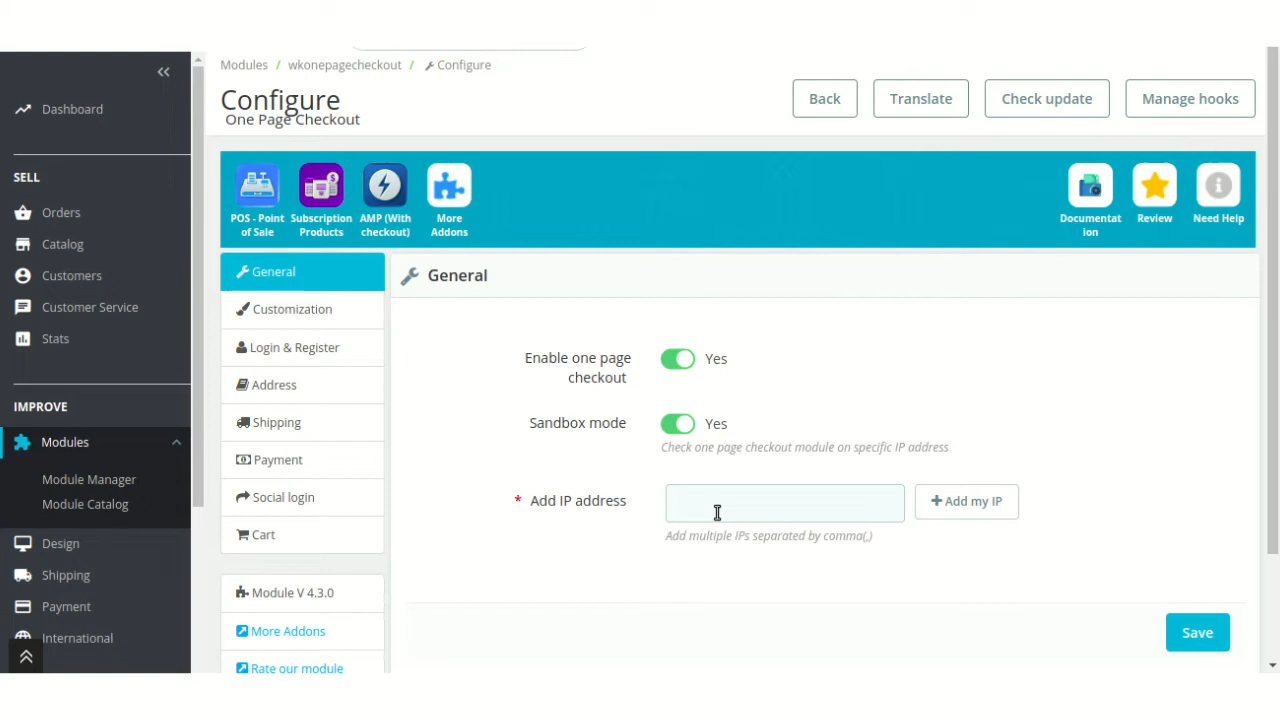 Modules / wkonepagecheckout / Configure
Configure
One Page Checkout
Back
Translate
Check update
Manage hooks
Dashboard
SELL
Orders
Catalog
Customers
Customer Service
Stats
IMPROVE
Modules
Module Manager
Module Catalog
Design
Shipping
Payment
International
POS - Point
of Sale
Subscription
Products
AMP (With
checkout)
More
Addons
Documentat
ion
Review
Need Help
General
Customization
Login & Register
Address
Shipping
Payment
Social login
Cart
Module V 4.3.0
More Addons
Rate our module
General
Enable one page
checkout
Yes
Sandbox mode
Yes
Check one page checkout module on specific IP address
* Add IP address
+ Add my IP
Add multiple IPs separated by comma(,)
Save